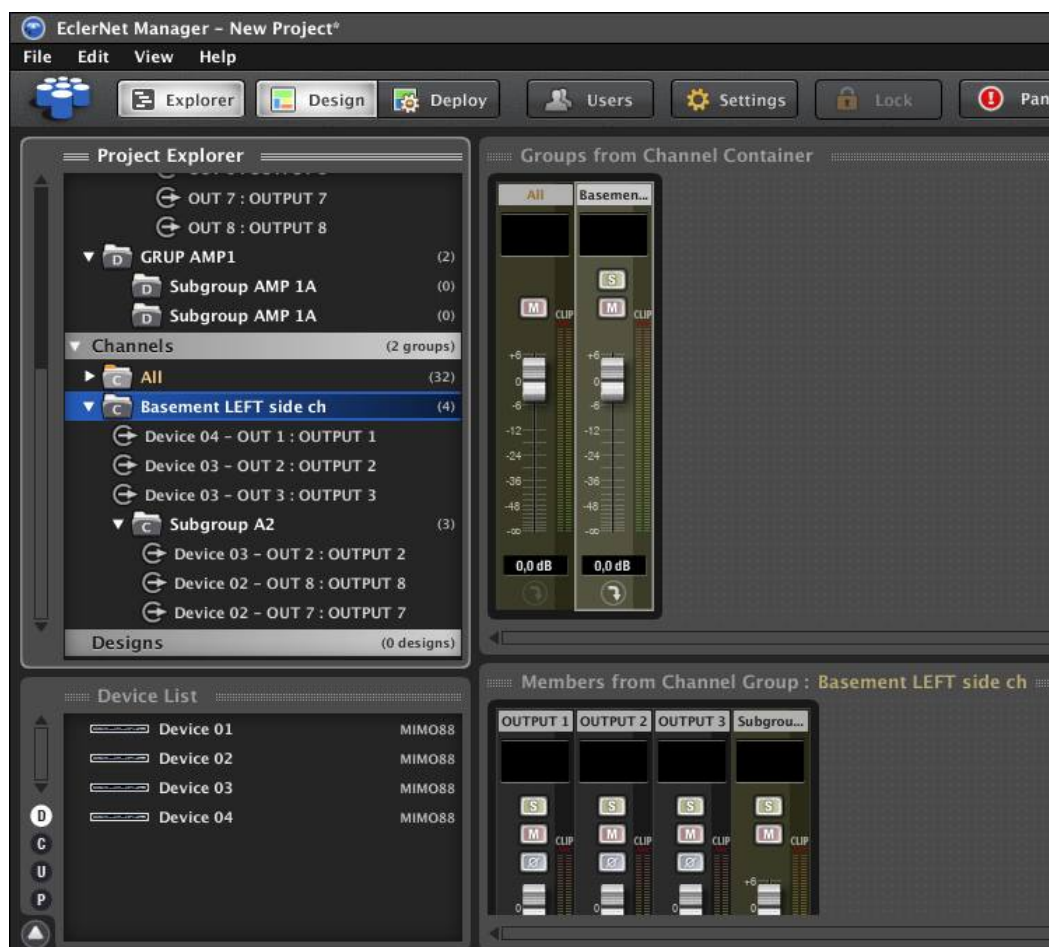 EclerNet Manager – New Project*
File Edit View Help
Explorer Design Deploy Users Settings Lock Pan
Project Explorer
OUT 7 : OUTPUT 7
OUT 8 : OUTPUT 8
D GRUP AMP1 (2)
D Subgroup AMP 1A (0)
D Subgroup AMP 1A (0)
Channels (2 groups)
C All (32)
C Basement LEFT side ch (4)
Device 04 – OUT 1 : OUTPUT 1
Device 03 – OUT 2 : OUTPUT 2
Device 03 – OUT 3 : OUTPUT 3
C Subgroup A2 (3)
Device 03 – OUT 2 : OUTPUT 2
Device 02 – OUT 8 : OUTPUT 8
Device 02 – OUT 7 : OUTPUT 7
Designs (0 designs)
Device List
Device 01 MIMO88
Device 02 MIMO88
Device 03 MIMO88
Device 04 MIMO88
D
C
U
P
Groups from Channel Container
All Basemen...
S
M CLIP M CLIP
+6 +6
0 0
-6 -6
-12 -12
-24 -24
-36 -36
-48 -48
-∞ -∞
0,0 dB 0,0 dB
Members from Channel Group : Basement LEFT side ch
OUTPUT 1 OUTPUT 2 OUTPUT 3 Subgrou...
S S S S
M CLIP M CLIP M CLIP M CLIP
Ø Ø Ø
+6
0 0 0 0